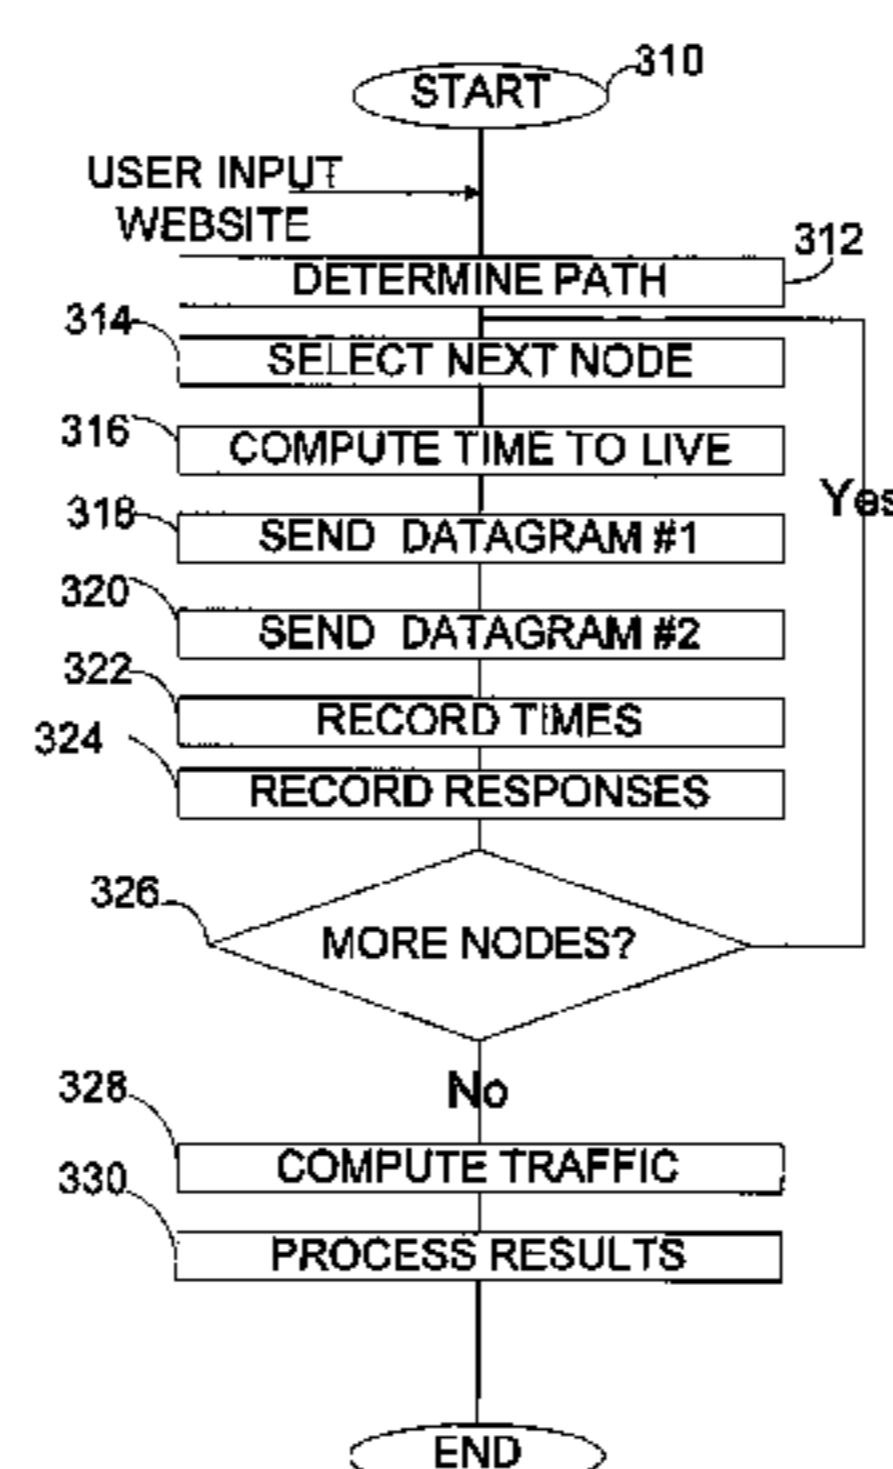 START
310
USER INPUT
WEBSITE
312
DETERMINE PATH
314
SELECT NEXT NODE
316
COMPUTE TIME TO LIVE
Yes
318
SEND DATAGRAM #1
320
SEND DATAGRAM #2
322
RECORD TIMES
324
RECORD RESPONSES
326
MORE NODES?
No
328
COMPUTE TRAFFIC
330
PROCESS RESULTS
END